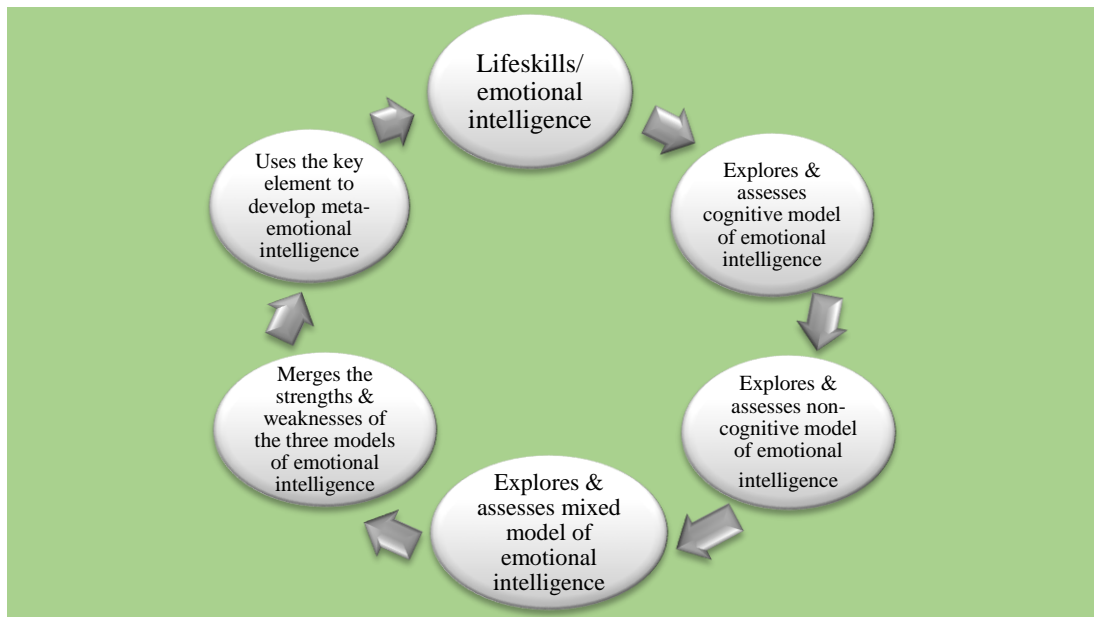 Lifeskills/
emotional
intelligence
Explores &
assesses
cognitive model
of emotional
intelligence
Explores &
assesses non-
cognitive model
of emotional
intelligence
Explores &
assesses mixed
model of
emotional
intelligence
Merges the
strengths &
weaknesses of
the three models
of emotional
intelligence
Uses the key
element to
develop meta-
emotional
intelligence